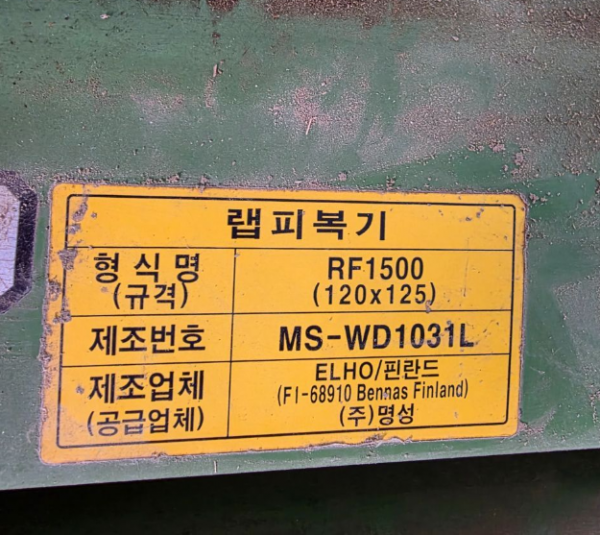 랩피복기
형식명 RF1500
(규격) (120x125)
제조번호 MS-WD1031L
제조업체 ELHO/핀란드
(FI-68910 Bennas Finland)
(공급업체) (주)명성